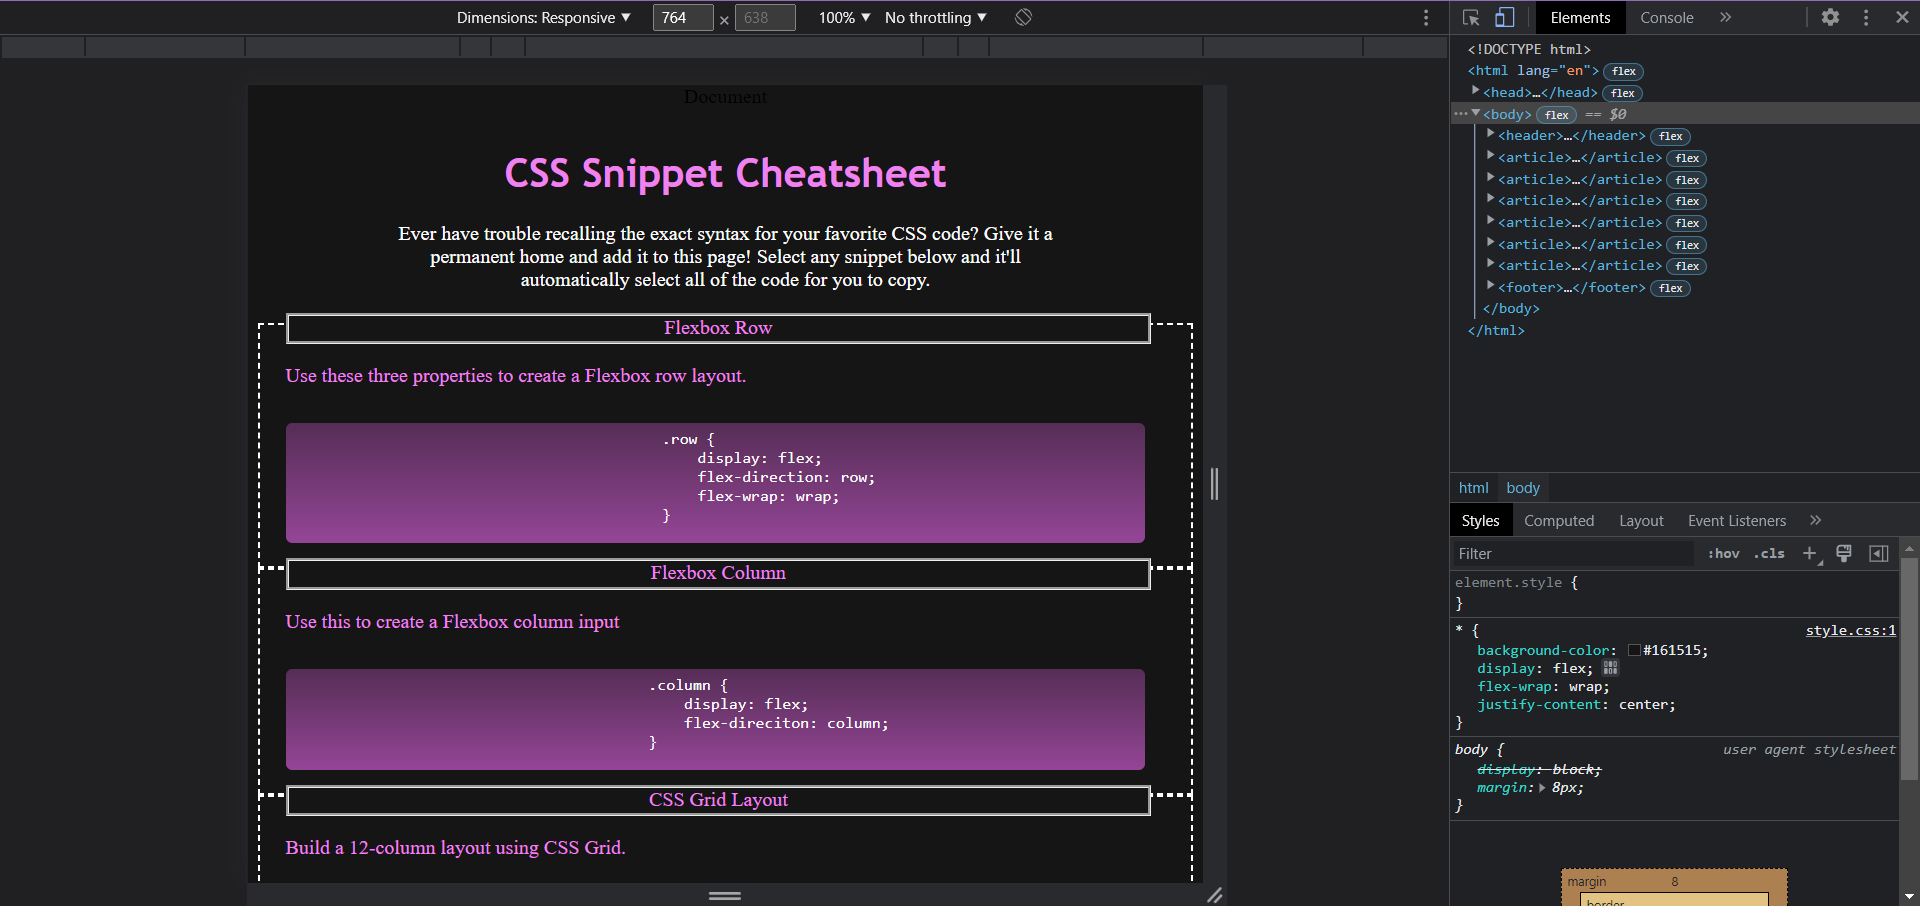 Dimensions: Responsive ▼ 764 × 638 100% ▼ No throttling ▼
Document
CSS Snippet Cheatsheet
Ever have trouble recalling the exact syntax for your favorite CSS code? Give it a
permanent home and add it to this page! Select any snippet below and it'll
automatically select all of the code for you to copy.
Flexbox Row
Use these three properties to create a Flexbox row layout.
.row {
display: flex;
flex-direction: row;
flex-wrap: wrap;
}
Flexbox Column
Use this to create a Flexbox column input
.column {
display: flex;
flex-direciton: column;
}
CSS Grid Layout
Build a 12-column layout using CSS Grid.
Elements Console »
<!DOCTYPE html>
<html lang="en"> flex
<head>…</head> flex
<body> flex == $0
<header>…</header> flex
<article>…</article> flex
<article>…</article> flex
<article>…</article> flex
<article>…</article> flex
<article>…</article> flex
<article>…</article> flex
<footer>…</footer> flex
</body>
</html>
html body
Styles Computed Layout Event Listeners »
Filter :hov .cls +
element.style {
}
* { style.css:1
background-color: #161515;
display: flex;
flex-wrap: wrap;
justify-content: center;
}
body { user agent stylesheet
display: block;
margin: 8px;
}
margin 8
border